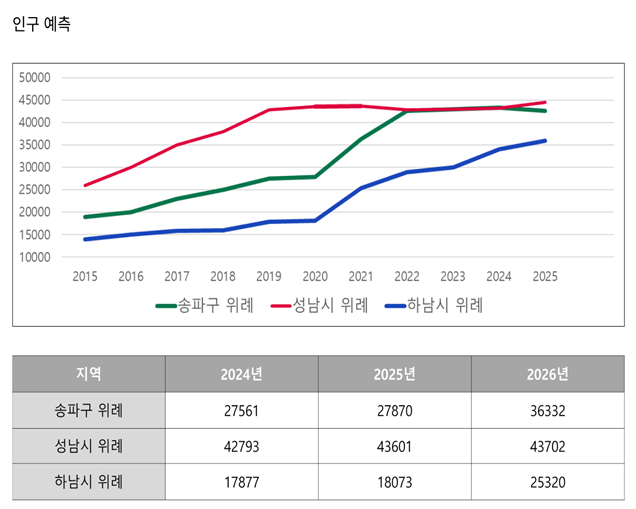 인구 예측
50000
45000
40000
35000
30000
25000
20000
15000
10000
2015 2016 2017 2018 2019 2020 2021 2022 2023 2024 2025
송파구 위례 성남시 위례 하남시 위례
지역 2024년 2025년 2026년
송파구 위례 27561 27870 36332
성남시 위례 42793 43601 43702
하남시 위례 17877 18073 25320